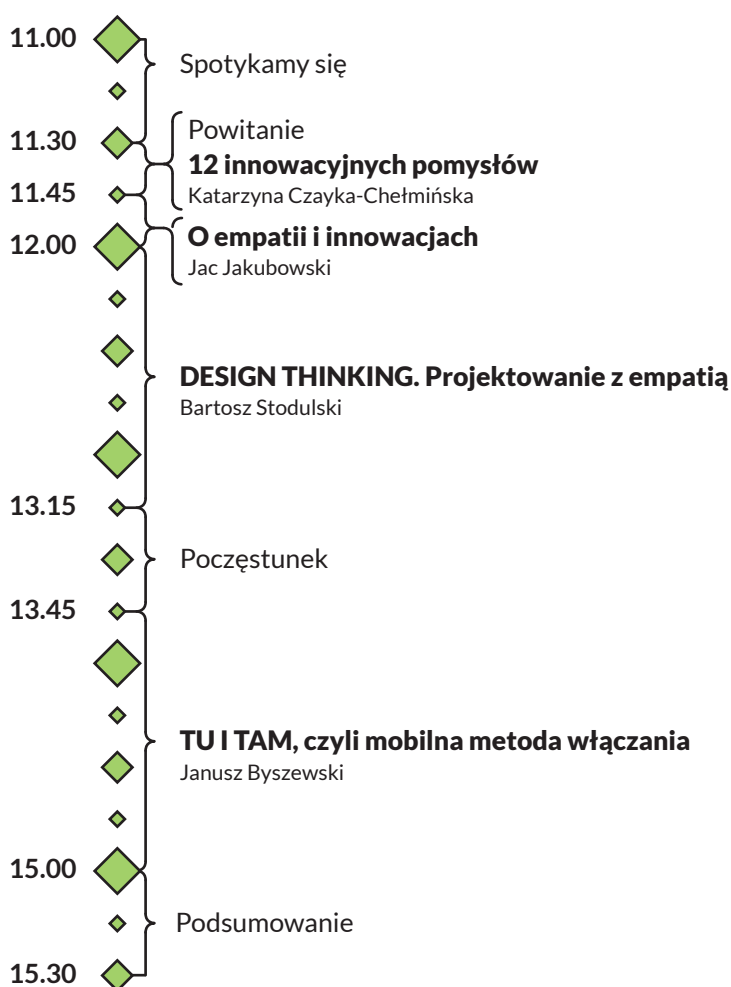 11.00
Spotykamy się
11.30
Powitanie
12 innowacyjnych pomysłów
Katarzyna Czayka-Chełmińska
11.45
O empatii i innowacjach
Jac Jakubowski
12.00
DESIGN THINKING. Projektowanie z empatią
Bartosz Stodulski
13.15
Poczęstunek
13.45
TU I TAM, czyli mobilna metoda włączania
Janusz Byszewski
15.00
Podsumowanie
15.30